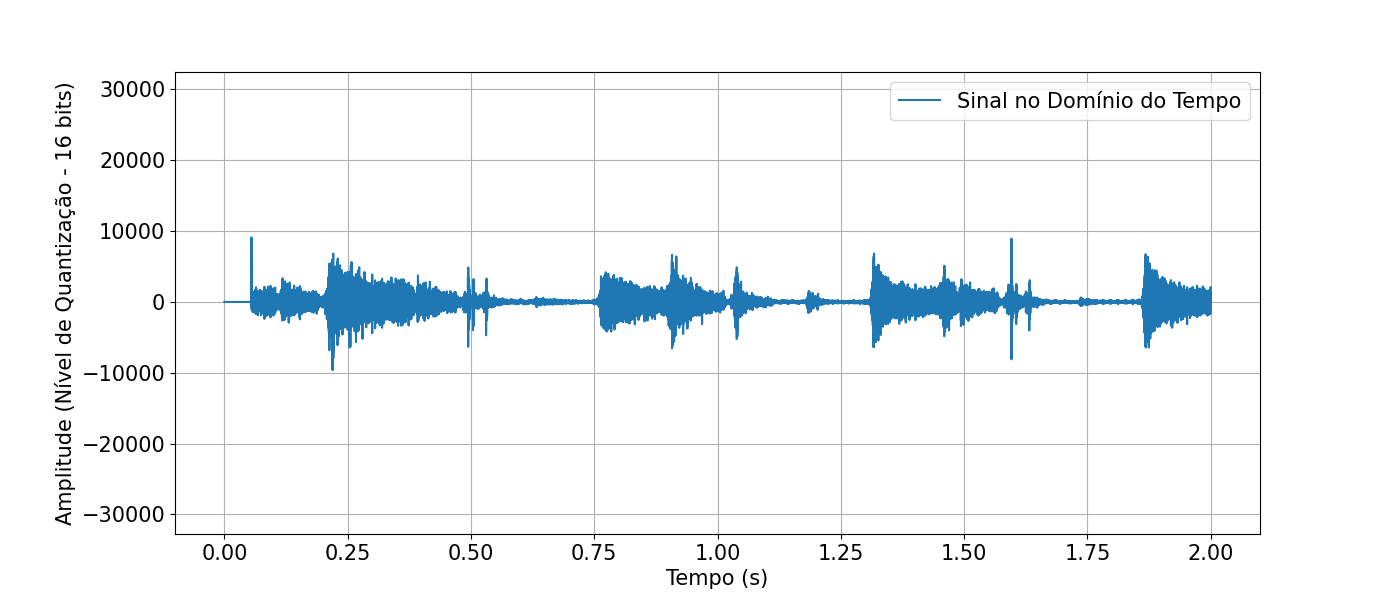 Sinal no Domínio do Tempo
Amplitude (Nível de Quantização - 16 bits)
30000
20000
10000
0
−10000
−20000
−30000
0.00 0.25 0.50 0.75 1.00 1.25 1.50 1.75 2.00
Tempo (s)